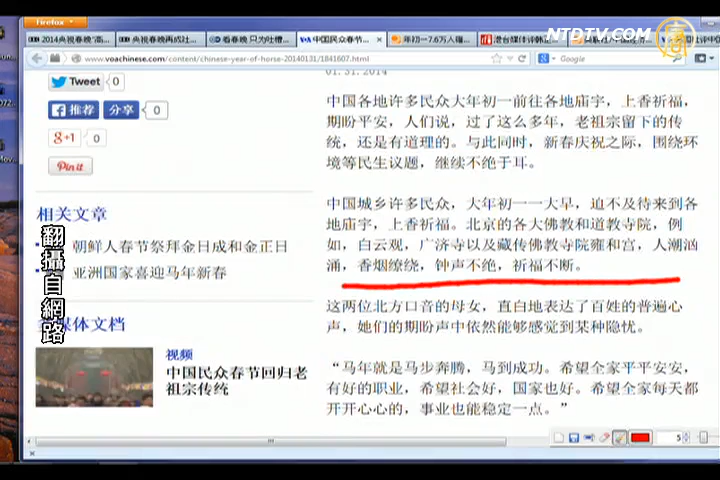 Firefox
NTDTV.COM
2014央视春晚"高...
央视春晚再成吐...
看春晚 只为吐槽...
中国民众春节...
年初一7.6万人碰...
港台媒体评韩...
www.voachinese.com/content/chinese-year-of-horse-20140131/1841607.html
Google
01.31.2014
Tweet 0
推荐 分享 0
g+1 0
Pin it
中国各地许多民众大年初一前往各地庙宇，上香祈福，
期盼平安，人们说，过了这么多年，老祖宗留下的传
统，还是有道理的。与此同时，新春庆祝之际，围绕环
境等民生议题，继续不绝于耳。
中国城乡许多民众，大年初一一大早，迫不及待来到各
地庙宇，上香祈福。北京的各大佛教和道教寺院，例
如，白云观，广济寺以及藏传佛教寺院雍和宫，人潮汹
涌，香烟缭绕，钟声不绝，祈福不断。
这两位北方口音的母女，直白地表达了百姓的普遍心
声，她们的期盼声中依然能够感觉到某种隐忧。
“马年就是马步奔腾，马到成功。希望全家平平安安，
有好的职业，希望社会好，国家也好。希望全家每天都
开开心心的，事业也能稳定一点。”
相关文章
朝鲜人春节祭拜金日成和金正日
亚洲国家喜迎马年新春
媒体文档
视频
中国民众春节回归老
祖宗传统
翻攝自網路
5